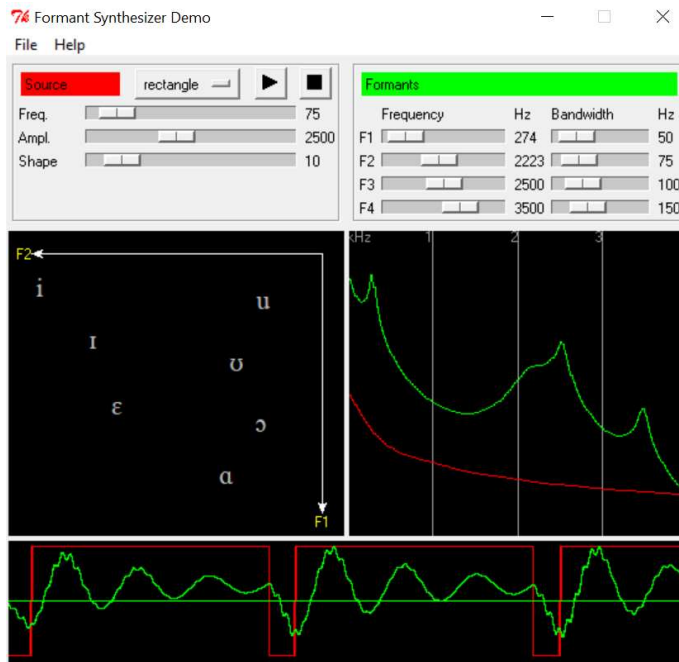 Formant Synthesizer Demo
File Help
Source rectangle
Freq. 75
Ampl. 2500
Shape 10
Formants
Frequency Hz Bandwidth Hz
F1 274 50
F2 2223 75
F3 2500 100
F4 3500 150
F2
i
u
ɪ
ʊ
ɛ
ɔ
ɑ
F1
kHz 1 2 3